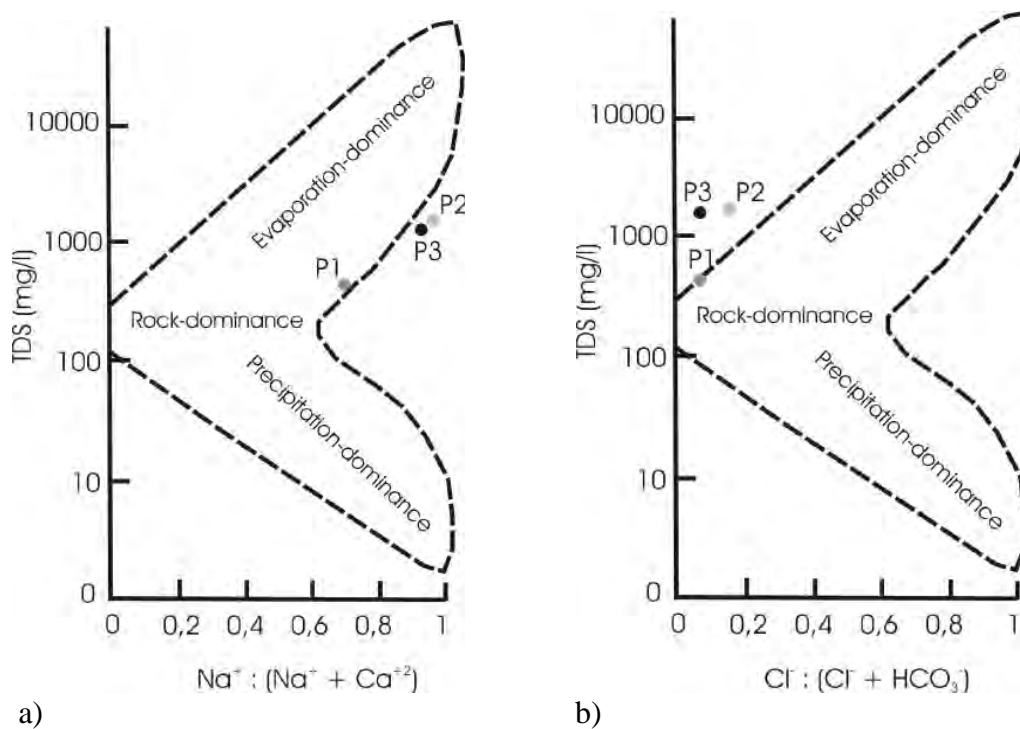 10000
1000
100
10
0
TDS (mg/l)
Evaporation-dominance
Rock-dominance
Precipitation-dominance
P1
P2
P3
0 0,2 0,4 0,6 0,8 1
Na⁺ : (Na⁺ + Ca⁺²)
a)
10000
1000
100
10
0
TDS (mg/l)
Evaporation-dominance
Rock-dominance
Precipitation-dominance
P3 P2
P1
0 0,2 0,4 0,6 0,8 1
Cl⁻ : (Cl⁻ + HCO₃⁻)
b)